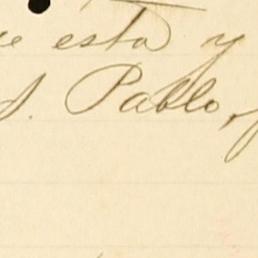 esta y
S. Pablo,